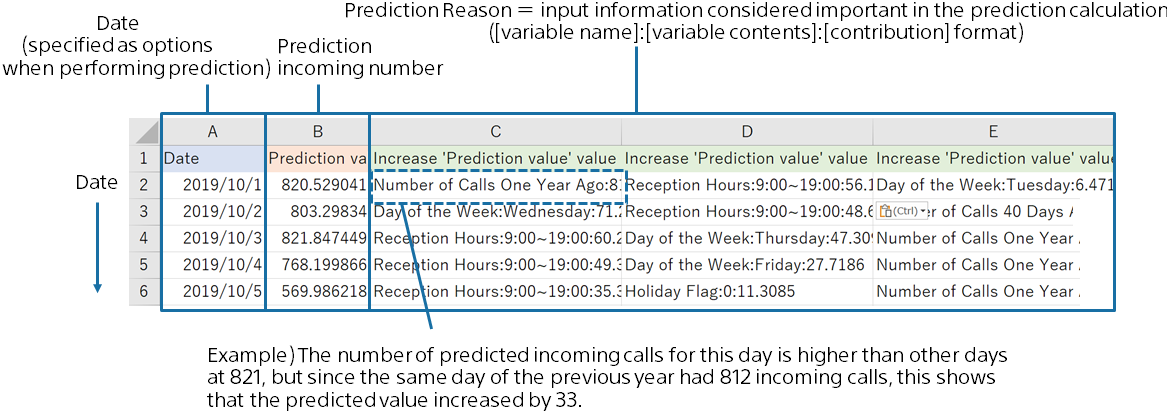 Prediction Reason = input information considered important in the prediction calculation
([variable name]:[variable contents]:[contribution] format)
Date
(specified as options
when performing prediction)
Prediction
incoming number
A B C D E
1 Date Prediction va Increase 'Prediction value' value Increase 'Prediction value' value Increase 'Prediction value' value
Date
2 2019/10/1 820.529041 Number of Calls One Year Ago:81 Reception Hours:9:00~19:00:56.1 Day of the Week:Tuesday:6.471
3 2019/10/2 803.29834 Day of the Week:Wednesday:71.2 Reception Hours:9:00~19:00:48.6 (Ctrl) er of Calls 40 Days A
4 2019/10/3 821.847449 Reception Hours:9:00~19:00:60.2 Day of the Week:Thursday:47.309 Number of Calls One Year
5 2019/10/4 768.199866 Reception Hours:9:00~19:00:49.3 Day of the Week:Friday:27.7186 Number of Calls One Year
6 2019/10/5 569.986218 Reception Hours:9:00~19:00:35.3 Holiday Flag:0:11.3085 Number of Calls One Year
Example) The number of predicted incoming calls for this day is higher than other days
at 821, but since the same day of the previous year had 812 incoming calls, this shows
that the predicted value increased by 33.